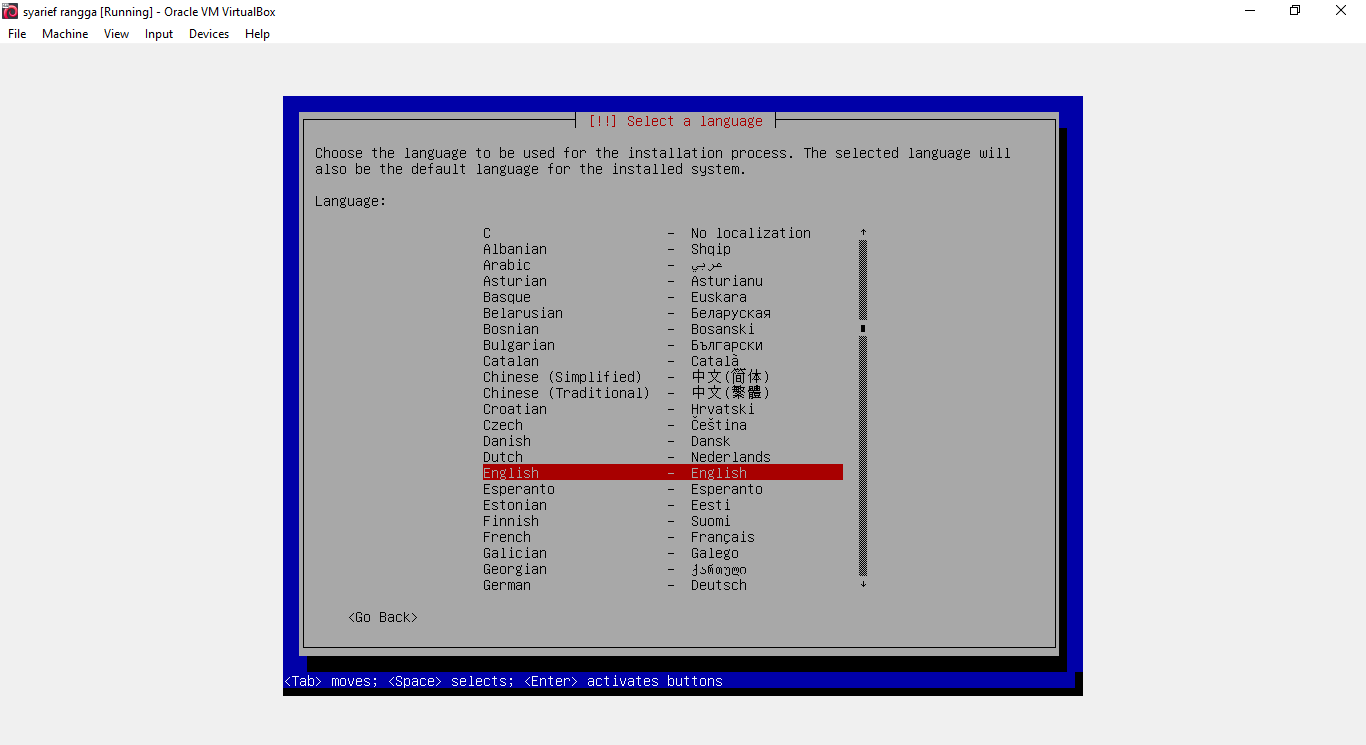 syarief rangga [Running] - Oracle VM VirtualBox
File Machine View Input Devices Help
[!!] Select a language
Choose the language to be used for the installation process. The selected language will
also be the default language for the installed system.
Language:
C - No localization
Albanian - Shqip
Arabic - عربي
Asturian - Asturianu
Basque - Euskara
Belarusian - Беларуская
Bosnian - Bosanski
Bulgarian - Български
Catalan - Català
Chinese (Simplified) - 中文(简体)
Chinese (Traditional) - 中文(繁體)
Croatian - Hrvatski
Czech - Čeština
Danish - Dansk
Dutch - Nederlands
English - English
Esperanto - Esperanto
Estonian - Eesti
Finnish - Suomi
French - Français
Galician - Galego
Georgian - ქართული
German - Deutsch
<Go Back>
<Tab> moves; <Space> selects; <Enter> activates buttons